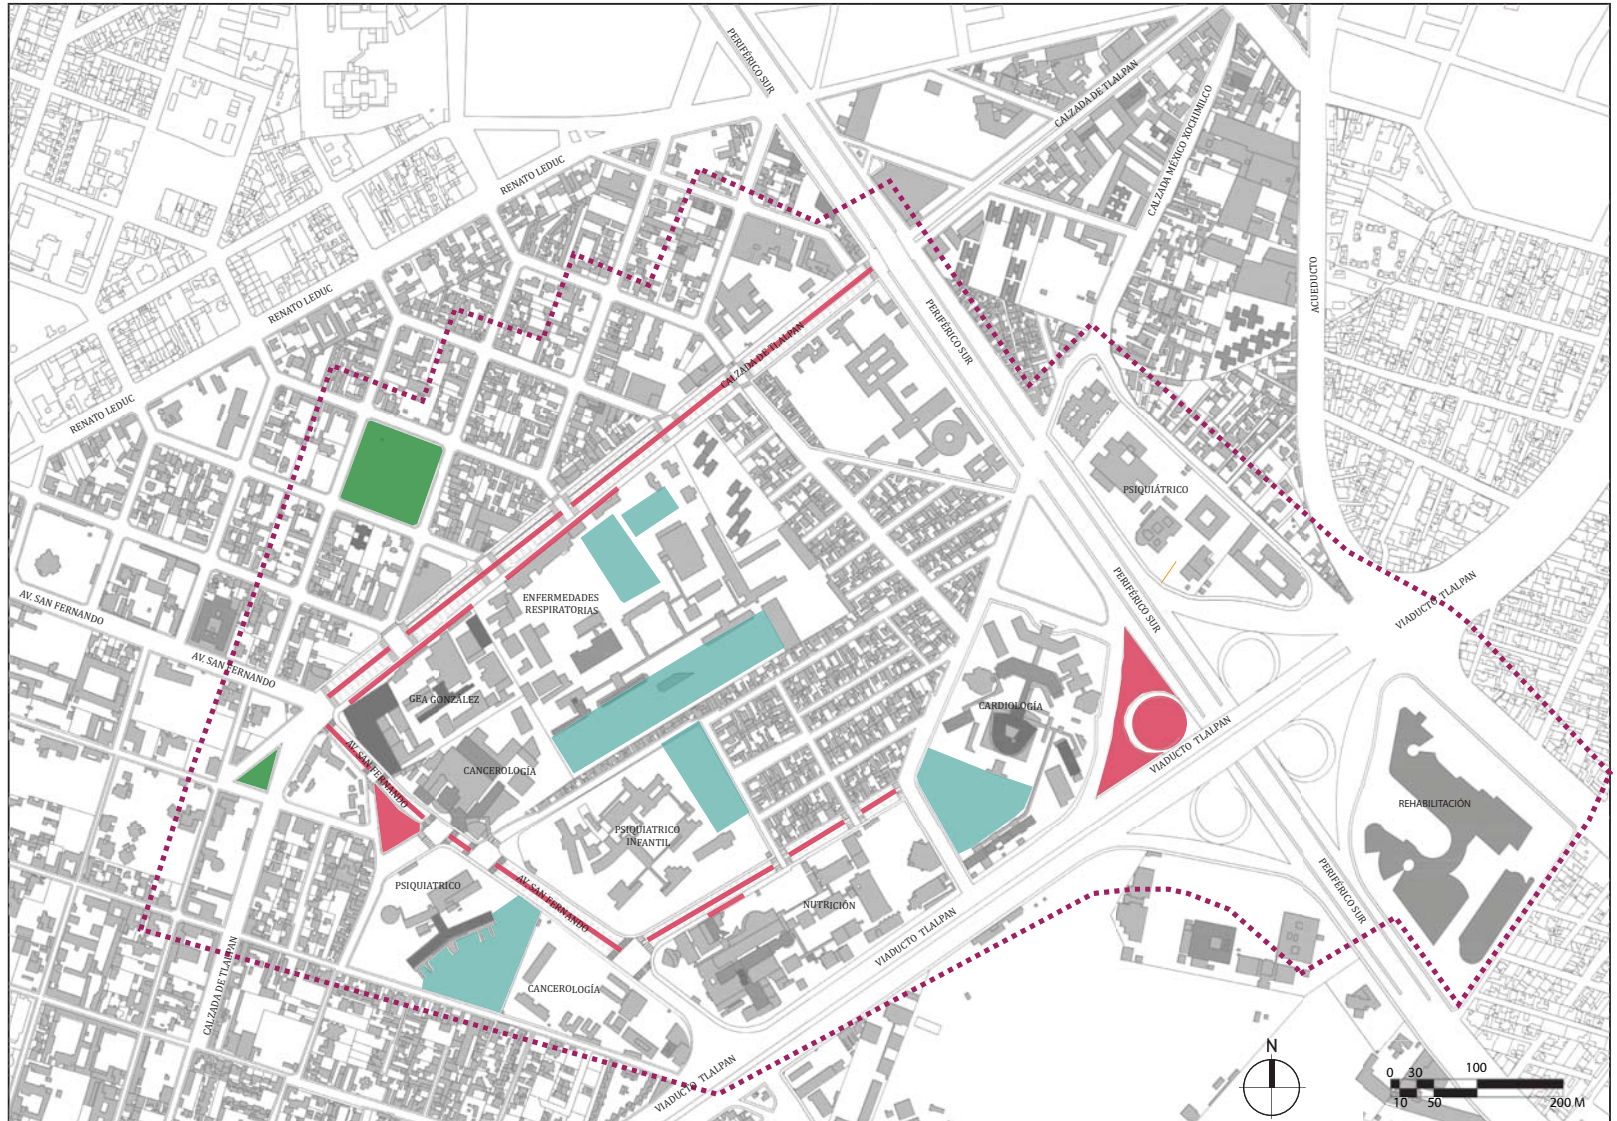 PERIFÉRICO SUR
CALZADA DE TLALPAN
CALZADA MÉXICO XOCHIMILCO
RENATO LEDUC
ACUEDUCTO
RENATO LEDUC
PERIFÉRICO SUR
CALZADA DE TLALPAN
RENATO LEDUC
PSIQUIÁTRICO
AV. SAN FERNANDO
ENFERMEDADES
RESPIRATORIAS
PERIFÉRICO SUR
VIADUCTO TLALPAN
AV. SAN FERNANDO
GEA GONZÁLEZ
CARDIOLOGÍA
VIADUCTO TLALPAN
AV. SAN FERNANDO
CANCEROLOGÍA
REHABILITACIÓN
PSIQUIATRICO
INFANTIL
PSIQUIATRICO
AV. SAN FERNANDO
NUTRICIÓN
PERIFÉRICO SUR
VIADUCTO TLALPAN
CALZADA DE TLALPAN
CANCEROLOGÍA
VIADUCTO TLALPAN
N
0 30 100
10 50 200 M